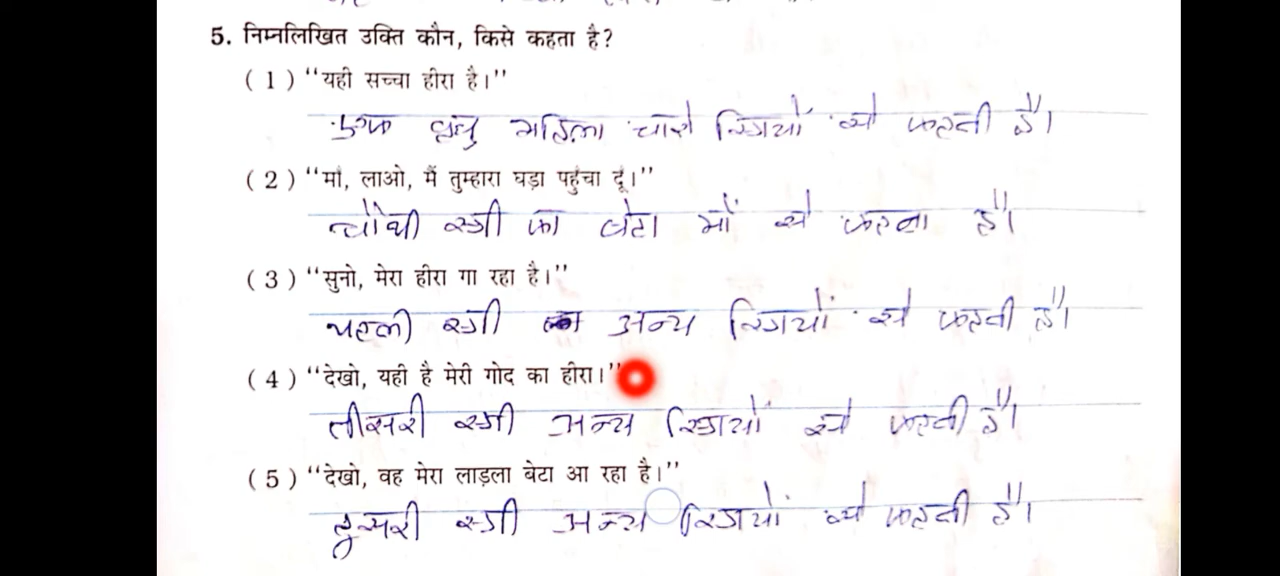 5. निम्नलिखित उक्ति कौन, किसे कहता है?
( 1 ) "यही सच्चा हीरा है।"
एक वृद्ध महिला चारों स्त्रियों से कहती है।
( 2 ) "माँ, लाओ, मैं तुम्हारा घड़ा पहुँचा दूँ।"
चौथी स्त्री का बेटा माँ से कहता है।
( 3 ) "सुनो, मेरा हीरा गा रहा है।"
पहली स्त्री अन्य स्त्रियों से कहती है।
( 4 ) "देखो, यही है मेरी गोद का हीरा।"
तीसरी स्त्री अन्य स्त्रियों से कहती है।
( 5 ) "देखो, वह मेरा लाड़ला बेटा आ रहा है।"
दूसरी स्त्री अन्य स्त्रियों से कहती है।